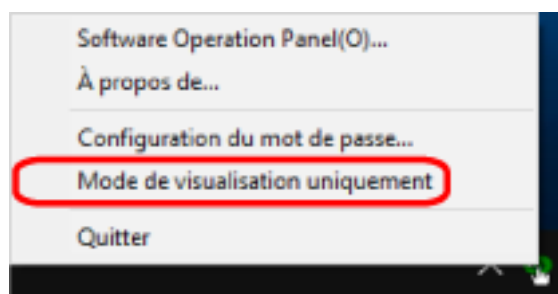 Software Operation Panel(O)...
À propos de...
Configuration du mot de passe...
Mode de visualisation uniquement
Quitter